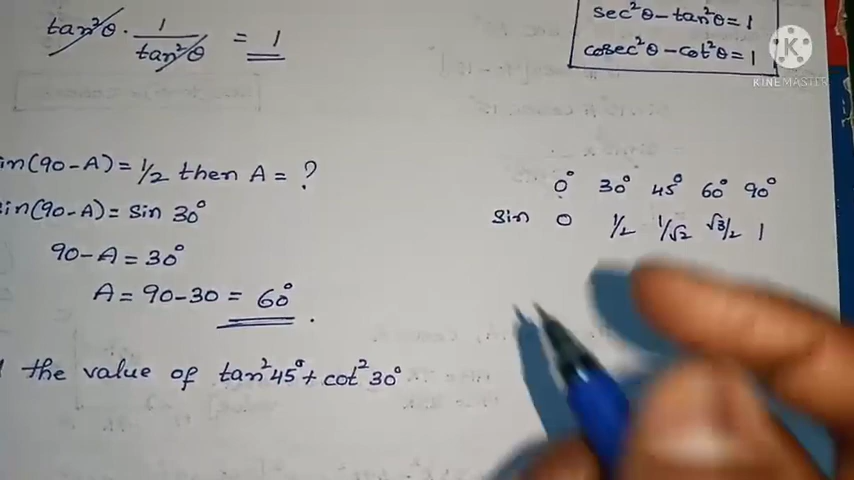 tan²θ · 1/tan²θ = 1
sec²θ - tan²θ = 1
cosec²θ - cot²θ = 1
KINEMASTER
in(90-A) = 1/2 then A = ?
in(90-A) = sin 30°
90-A = 30°
A = 90-30 = 60°.
0° 30° 45° 60° 90°
sin 0 1/2 1/√2 √3/2 1
the value of tan²45° + cot²30°